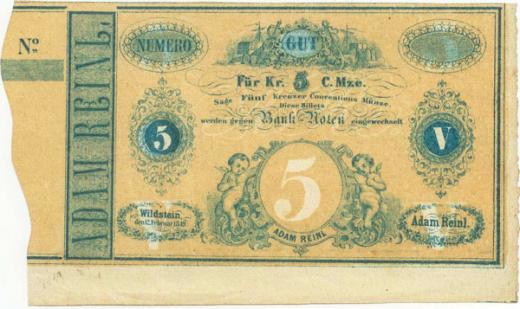 Nº
ADAM REINL.
NUMERO
GUT
Für Kr. 5 C. Mze.
Sage Fünf Kreuzer Conventions Münze.
Diese Billets
werden gegen Bank-Noten eingewechselt
5
V
5
ADAM REINL
Wildstein,
Adam Reinl.